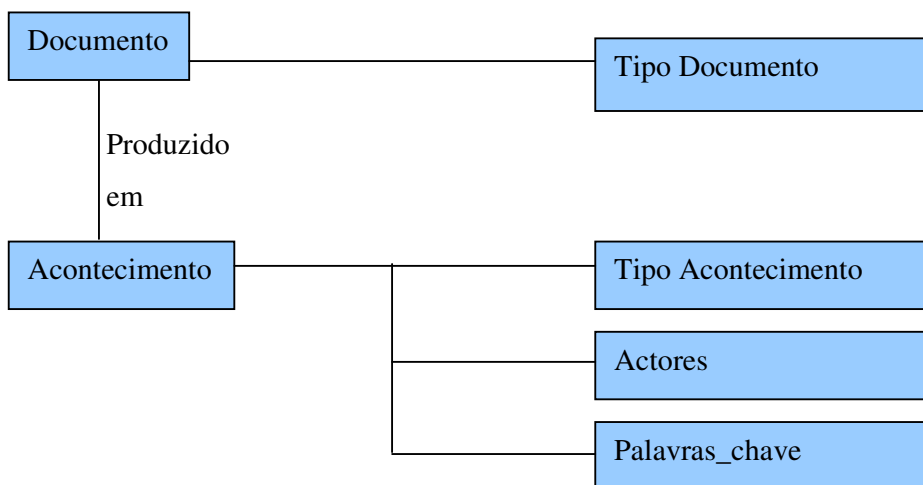 Documento
Tipo Documento
Produzido
em
Acontecimento
Tipo Acontecimento
Actores
Palavras_chave